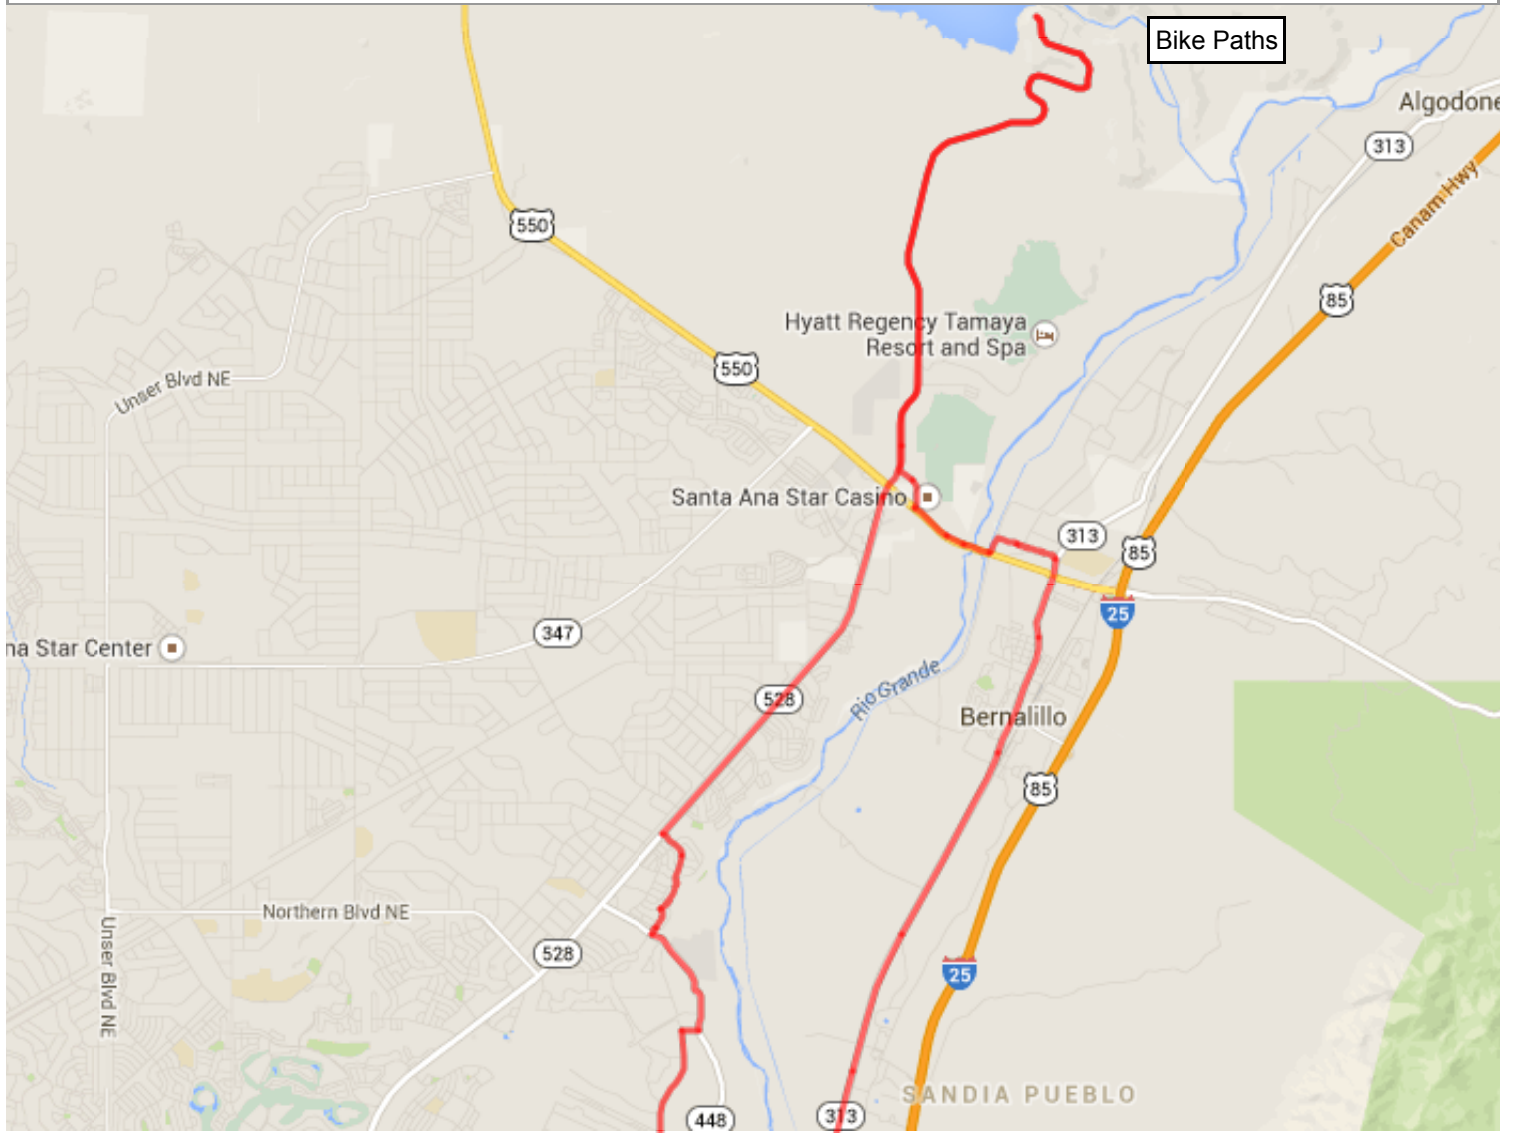 Bike Paths
Algodone
313
Canam Hwy
550
85
Hyatt Regency Tamaya
Resort and Spa
550
Unser Blvd NE
Santa Ana Star Casino
313
85
25
347
na Star Center
528
Rio Grande
Bernalillo
85
Northern Blvd NE
528
Unser Blvd NE
25
SANDIA PUEBLO
448
313